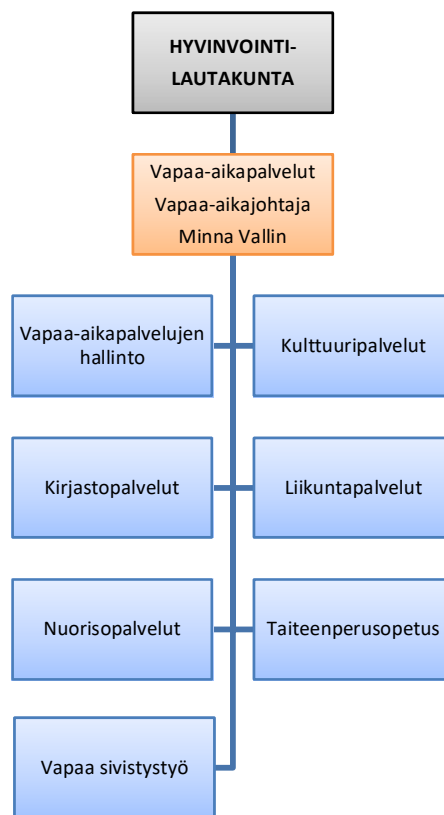 HYVINVOINTI-
LAUTAKUNTA
Vapaa-aikapalvelut
Vapaa-aikajohtaja
Minna Vallin
Vapaa-aikapalvelujen
hallinto
Kulttuuripalvelut
Kirjastopalvelut
Liikuntapalvelut
Nuorisopalvelut
Taiteenperusopetus
Vapaa sivistystyö